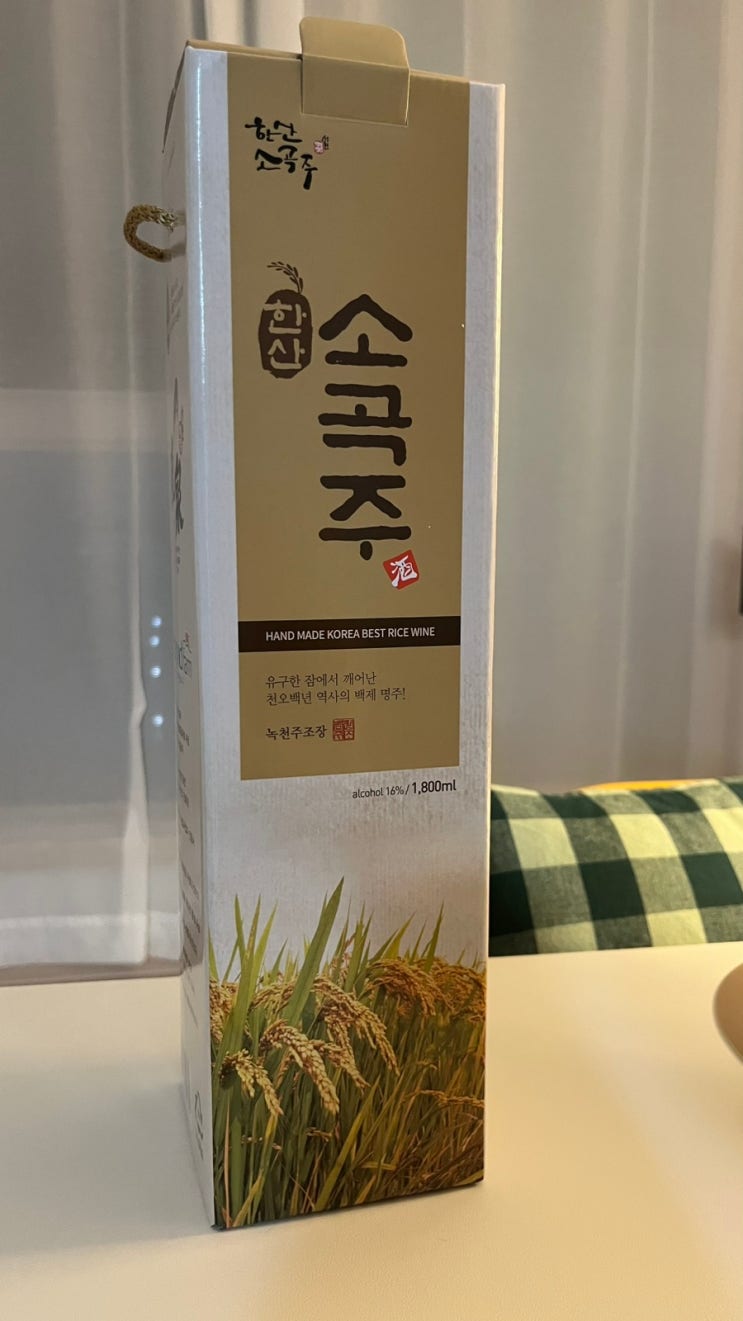 한산
소곡주
한산
소곡주
酒
HAND MADE KOREA BEST RICE WINE
유구한 잠에서 깨어난
천오백년 역사의 백제 명주!
녹천주조장
alcohol 16% / 1,800ml